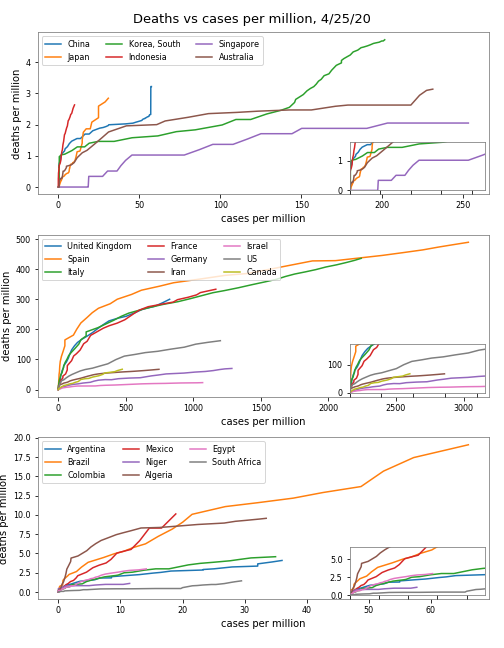 Deaths vs cases per million, 4/25/20
China Korea, South Singapore
Japan Indonesia Australia
deaths per million
4
3
2
1
0
1
0
0 50 100 150 200 250
cases per million
United Kingdom France Israel
Spain Germany US
Italy Iran Canada
deaths per million
500
400
300
200
100
0
100
0
0 500 1000 1500 2000 2500 3000
cases per million
Argentina Mexico Egypt
Brazil Niger South Africa
Colombia Algeria
deaths per million
20.0
17.5
15.0
12.5
10.0
7.5
5.0
2.5
0.0
5.0
2.5
0.0
0 10 20 30 40 50 60
cases per million